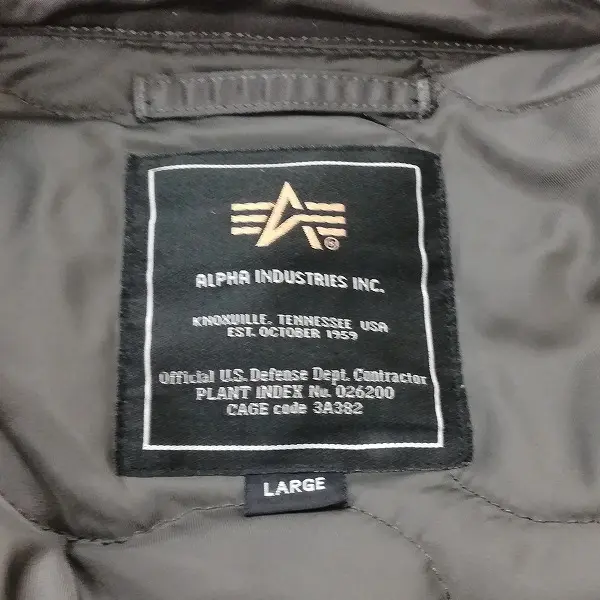 ALPHA INDUSTRIES INC.
KNOXVILLE, TENNESSEE USA
EST. OCTOBER 1959
Official U.S. Defense Dept. Contractor
PLANT INDEX No. 026200
CAGE code 3A382
LARGE